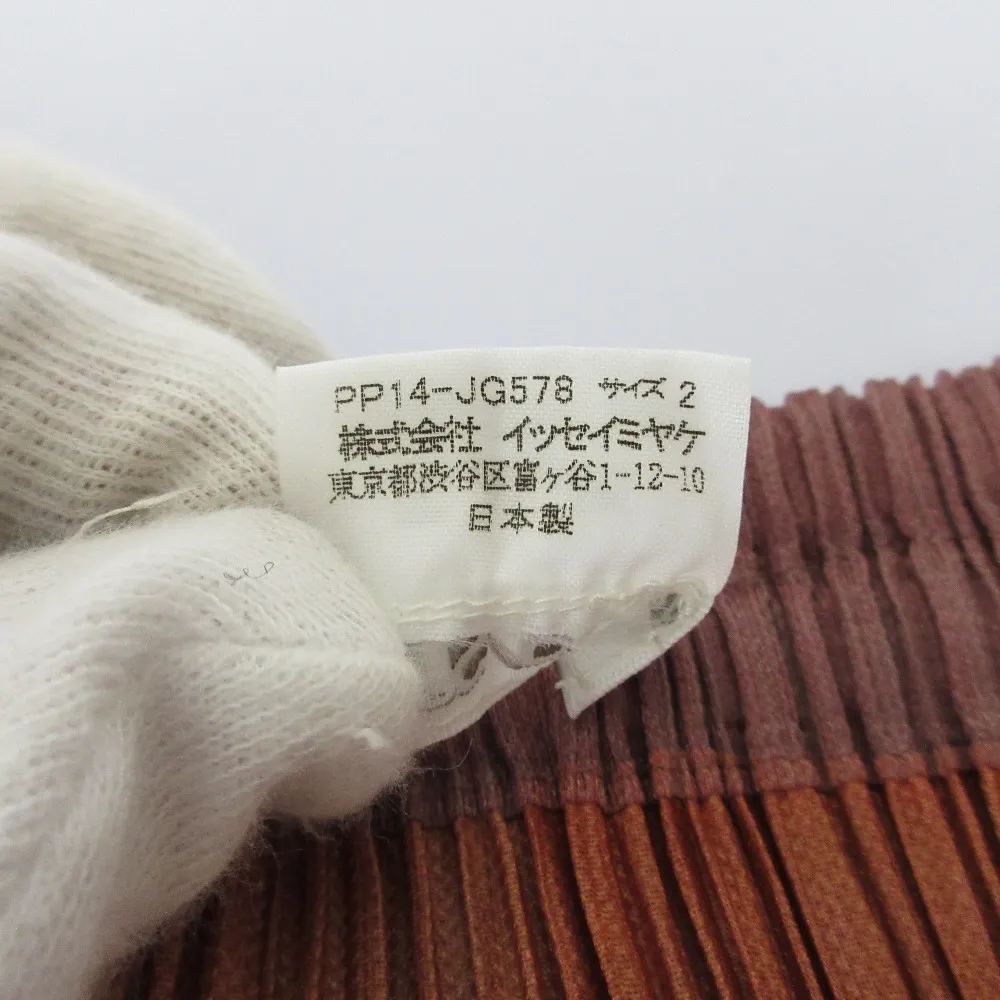 PP14-JG578 サイズ 2
株式会社 イッセイミヤケ
東京都渋谷区富ヶ谷1-12-10
日本製